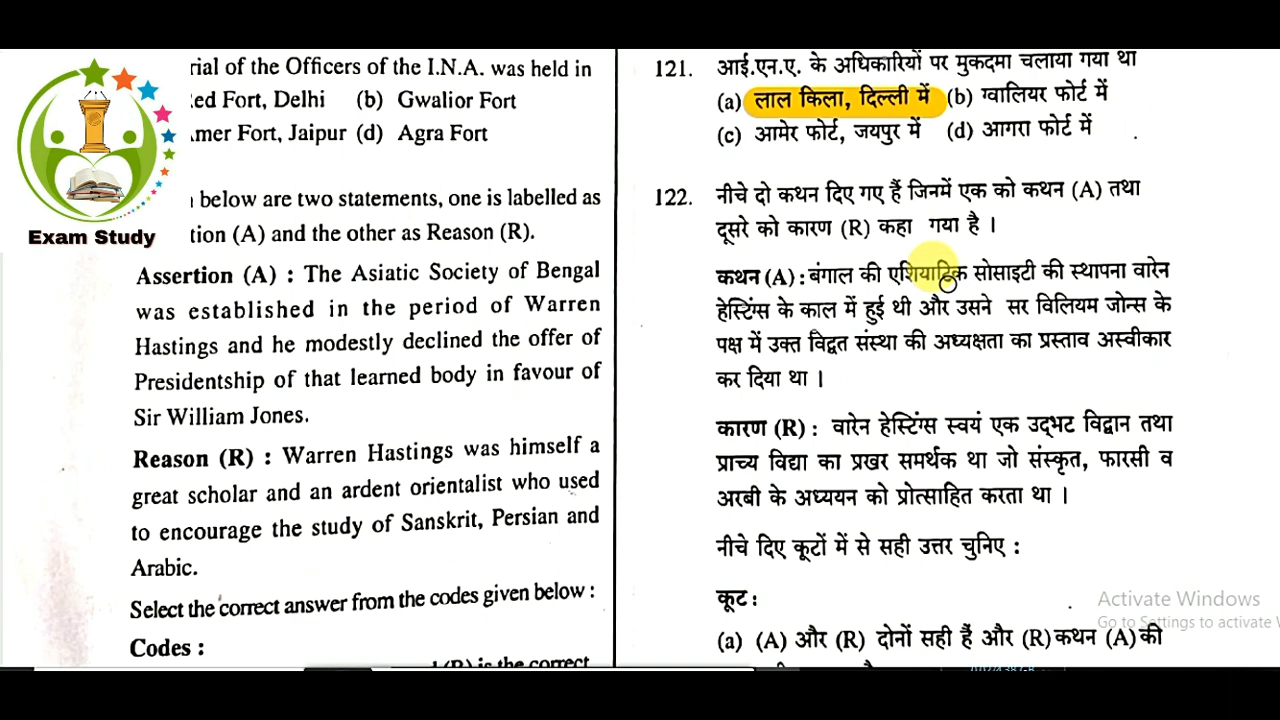 Exam Study
rial of the Officers of the I.N.A. was held in
ed Fort, Delhi (b) Gwalior Fort
mer Fort, Jaipur (d) Agra Fort
below are two statements, one is labelled as
tion (A) and the other as Reason (R).
Assertion (A) : The Asiatic Society of Bengal
was established in the period of Warren
Hastings and he modestly declined the offer of
Presidentship of that learned body in favour of
Sir William Jones.
Reason (R) : Warren Hastings was himself a
great scholar and an ardent orientalist who used
to encourage the study of Sanskrit, Persian and
Arabic.
Select the correct answer from the codes given below :
Codes :
(R) is the correct
121. आई.एन.ए. के अधिकारियों पर मुकदमा चलाया गया था
(a) लाल किला, दिल्ली में (b) ग्वालियर फोर्ट में
(c) आमेर फोर्ट, जयपुर में (d) आगरा फोर्ट में
122. नीचे दो कथन दिए गए हैं जिनमें एक को कथन (A) तथा
दूसरे को कारण (R) कहा गया है ।
कथन (A) : बंगाल की एशियाटिक सोसाइटी की स्थापना वारेन
हेस्टिंग्स के काल में हुई थी और उसने सर विलियम जोन्स के
पक्ष में उक्त विद्वत संस्था की अध्यक्षता का प्रस्ताव अस्वीकार
कर दिया था ।
कारण (R) : वारेन हेस्टिंग्स स्वयं एक उद्भट विद्वान तथा
प्राच्य विद्या का प्रखर समर्थक था जो संस्कृत, फारसी व
अरबी के अध्ययन को प्रोत्साहित करता था ।
नीचे दिए कूटों में से सही उत्तर चुनिए :
कूट :
(a) (A) और (R) दोनों सही हैं और (R) कथन (A) की
Activate Windows
Go to Settings to activate W